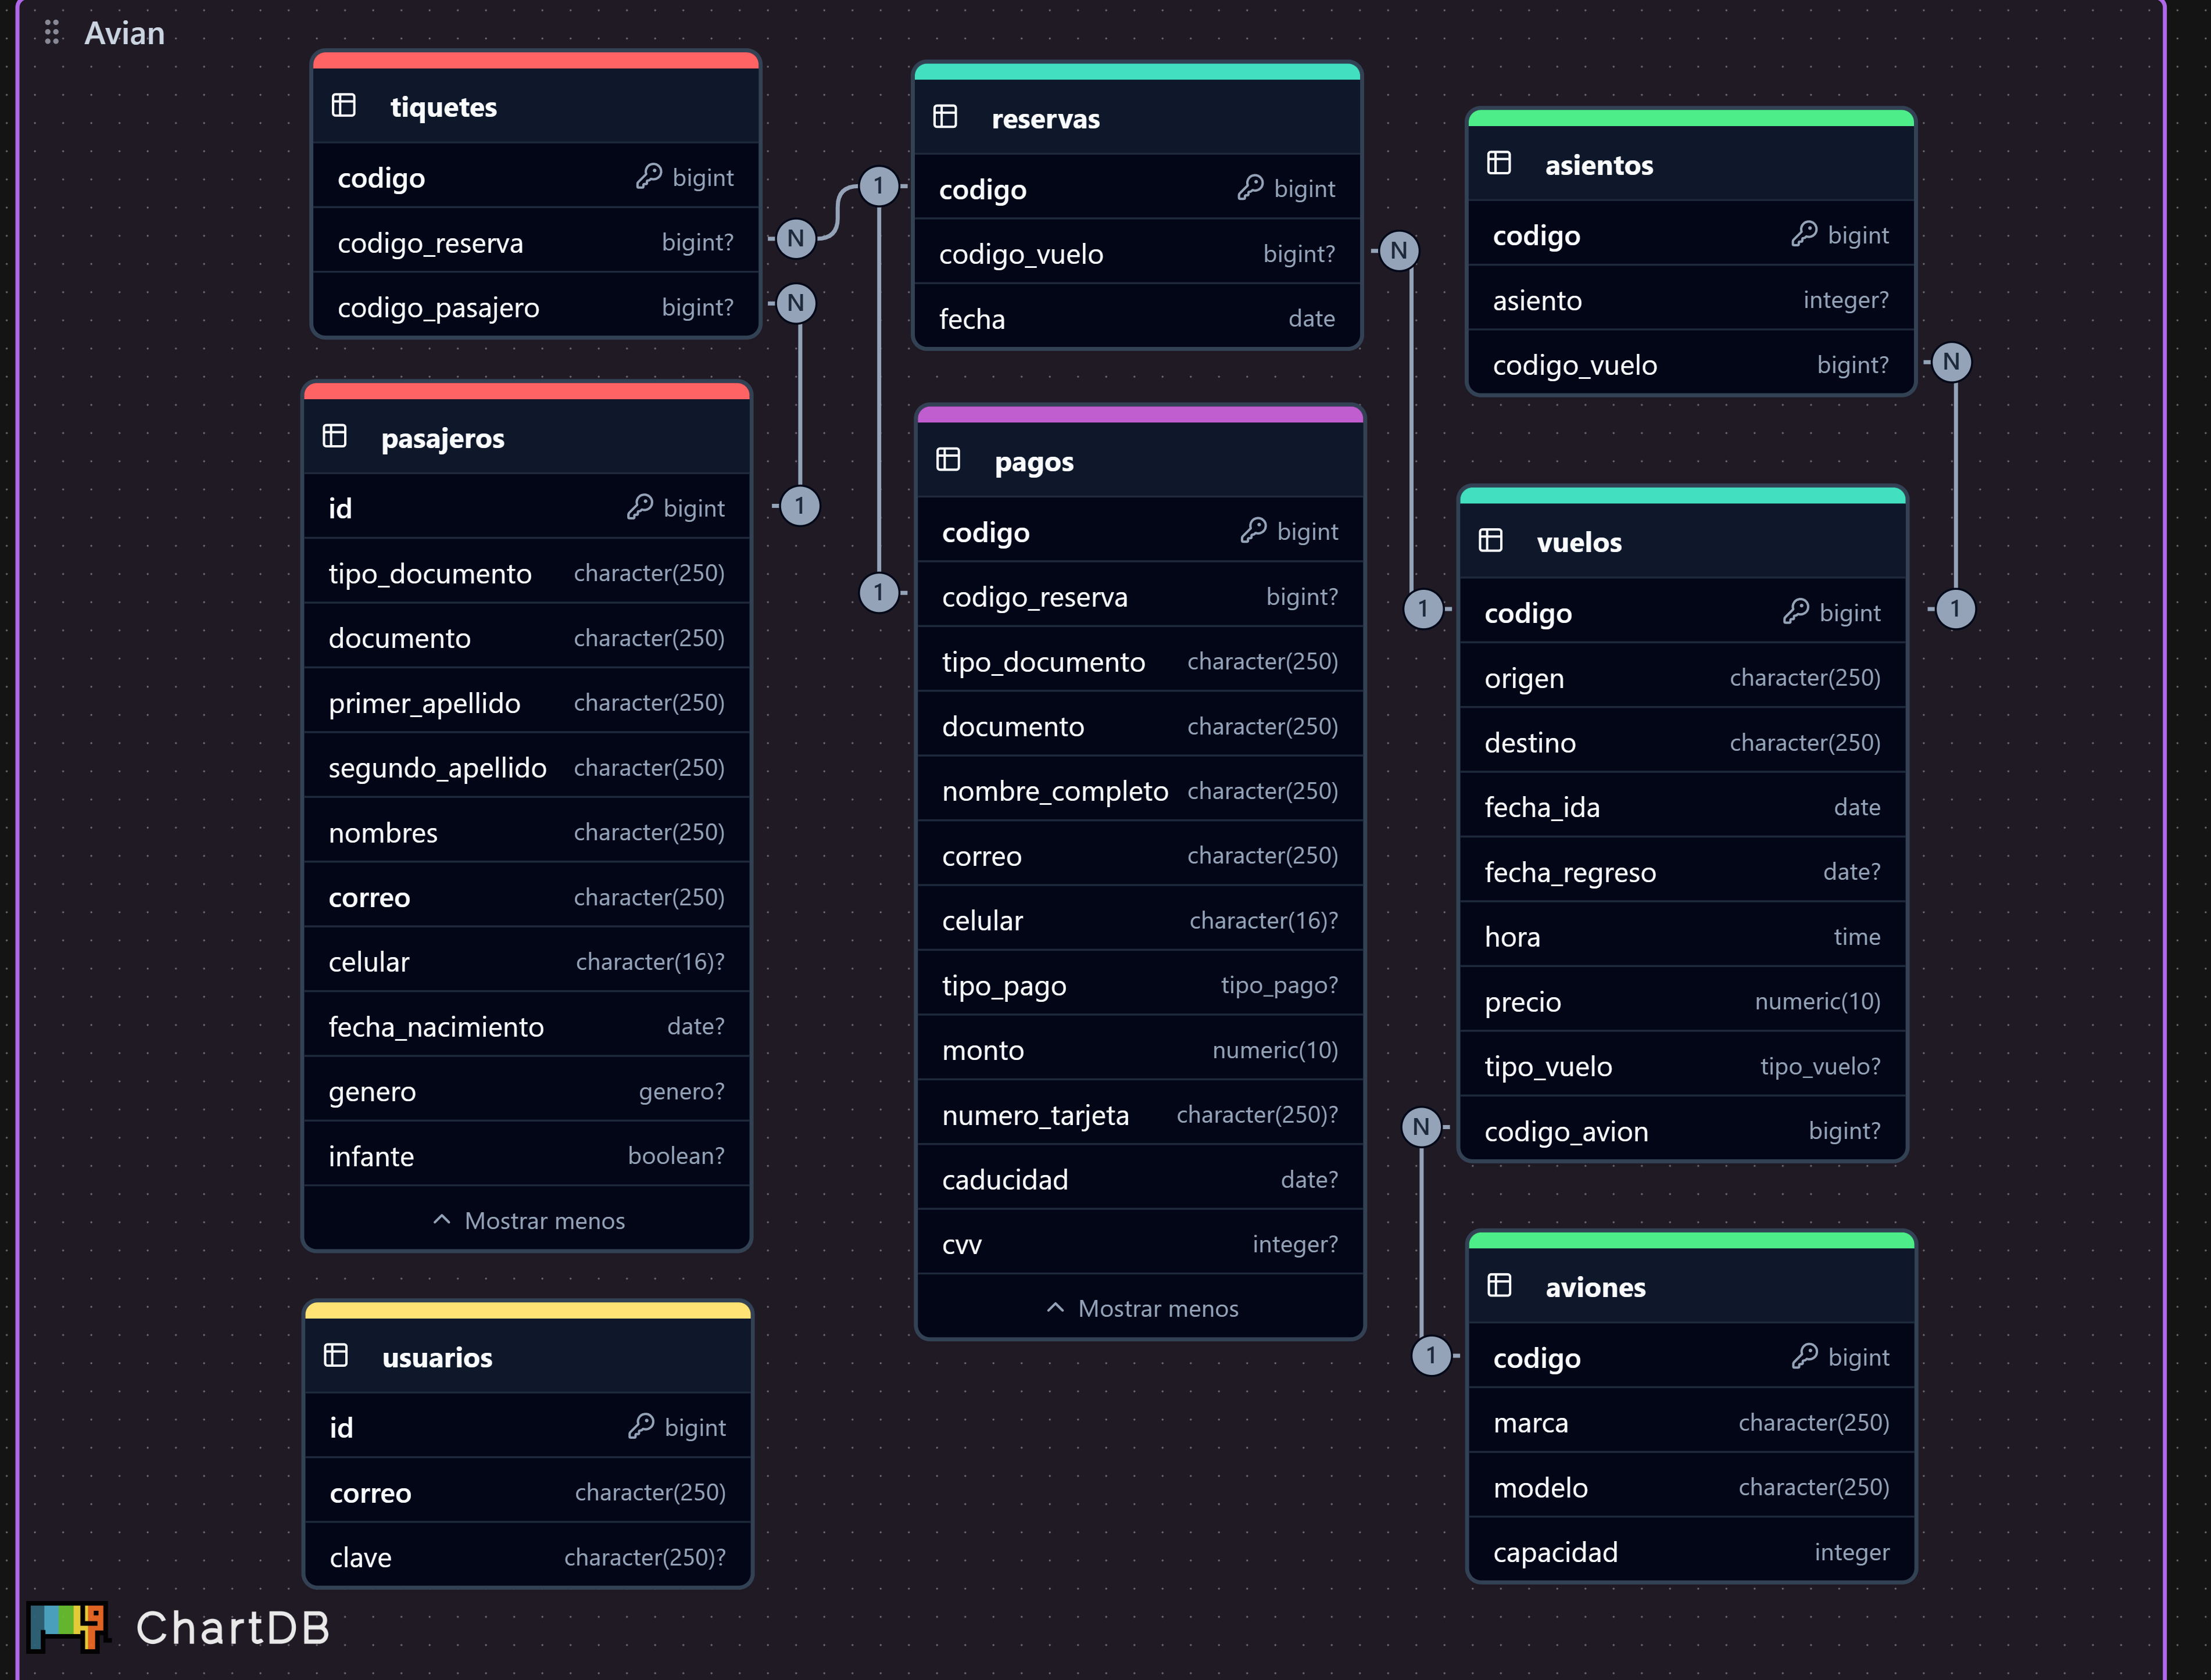 Avian
tiquetes
codigo bigint
codigo_reserva bigint?
codigo_pasajero bigint?
N
N
1
pasajeros
id bigint
tipo_documento character(250)
documento character(250)
primer_apellido character(250)
segundo_apellido character(250)
nombres character(250)
correo character(250)
celular character(16)?
fecha_nacimiento date?
genero genero?
infante boolean?
Mostrar menos
usuarios
id bigint
correo character(250)
clave character(250)?
1
1
reservas
codigo bigint
codigo_vuelo bigint?
fecha date
N
1
pagos
codigo bigint
codigo_reserva bigint?
tipo_documento character(250)
documento character(250)
nombre_completo character(250)
correo character(250)
celular character(16)?
tipo_pago tipo_pago?
monto numeric(10)
numero_tarjeta character(250)?
caducidad date?
cvv integer?
Mostrar menos
asientos
codigo bigint
asiento integer?
codigo_vuelo bigint?
N
1
vuelos
codigo bigint
origen character(250)
destino character(250)
fecha_ida date
fecha_regreso date?
hora time
precio numeric(10)
tipo_vuelo tipo_vuelo?
codigo_avion bigint?
N
1
aviones
codigo bigint
marca character(250)
modelo character(250)
capacidad integer
ChartDB